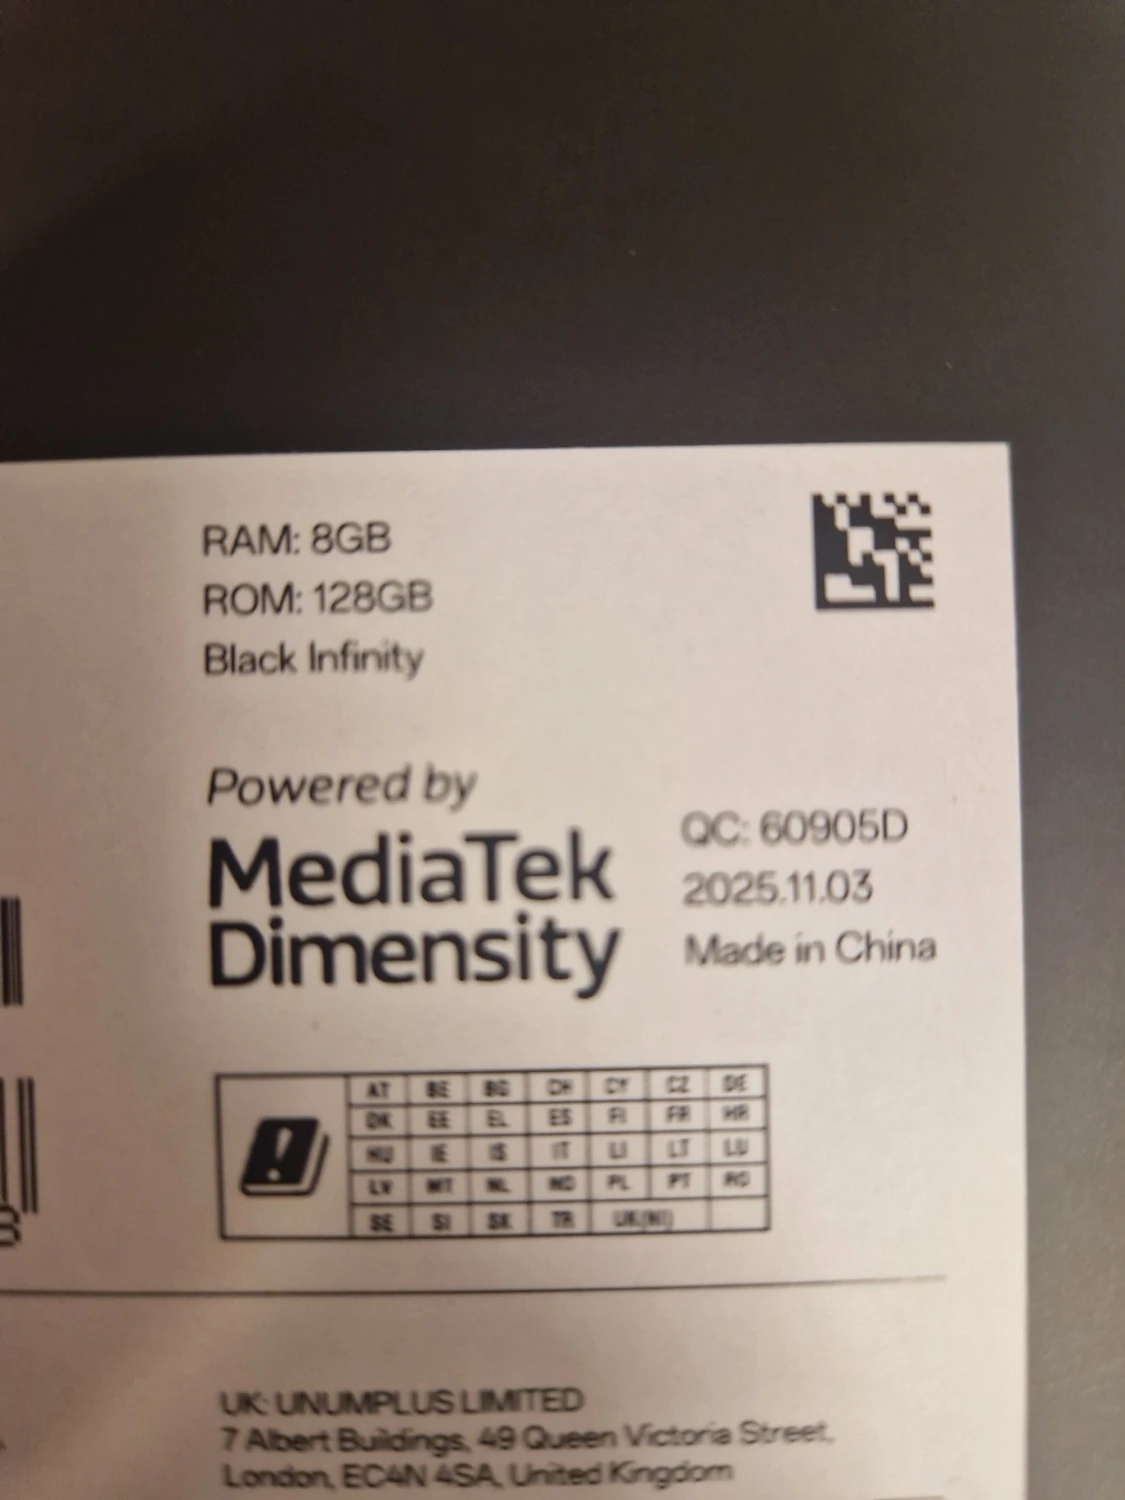 RAM: 8GB
ROM: 128GB
Black Infinity
Powered by
MediaTek
Dimensity
QC: 60905D
2025.11.03
Made in China
AT BE BG CH CY CZ DE
DK EE EL ES FI FR HR
HU IE IS IT LI LT LU
LV MT NL NO PL PT RO
SE SI SK TR UK(NI)
UK: UNUMPLUS LIMITED
7 Albert Buildings, 49 Queen Victoria Street,
London, EC4N 4SA, United Kingdom